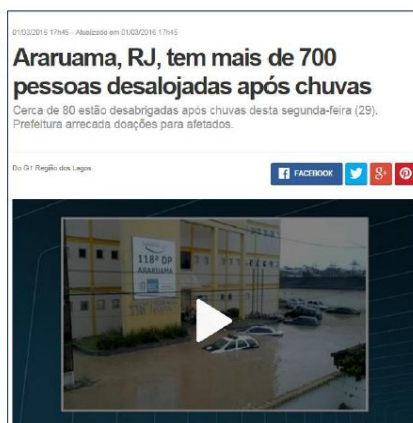 01/03/2016 17h45 - Atualizado em 01/03/2016 17h45
Araruama, RJ, tem mais de 700
pessoas desalojadas após chuvas
Cerca de 80 estão desabrigadas após chuvas desta segunda-feira (29).
Prefeitura arrecada doações para afetados.
Do G1 Região dos Lagos
FACEBOOK
118ª DP
ARARUAMA